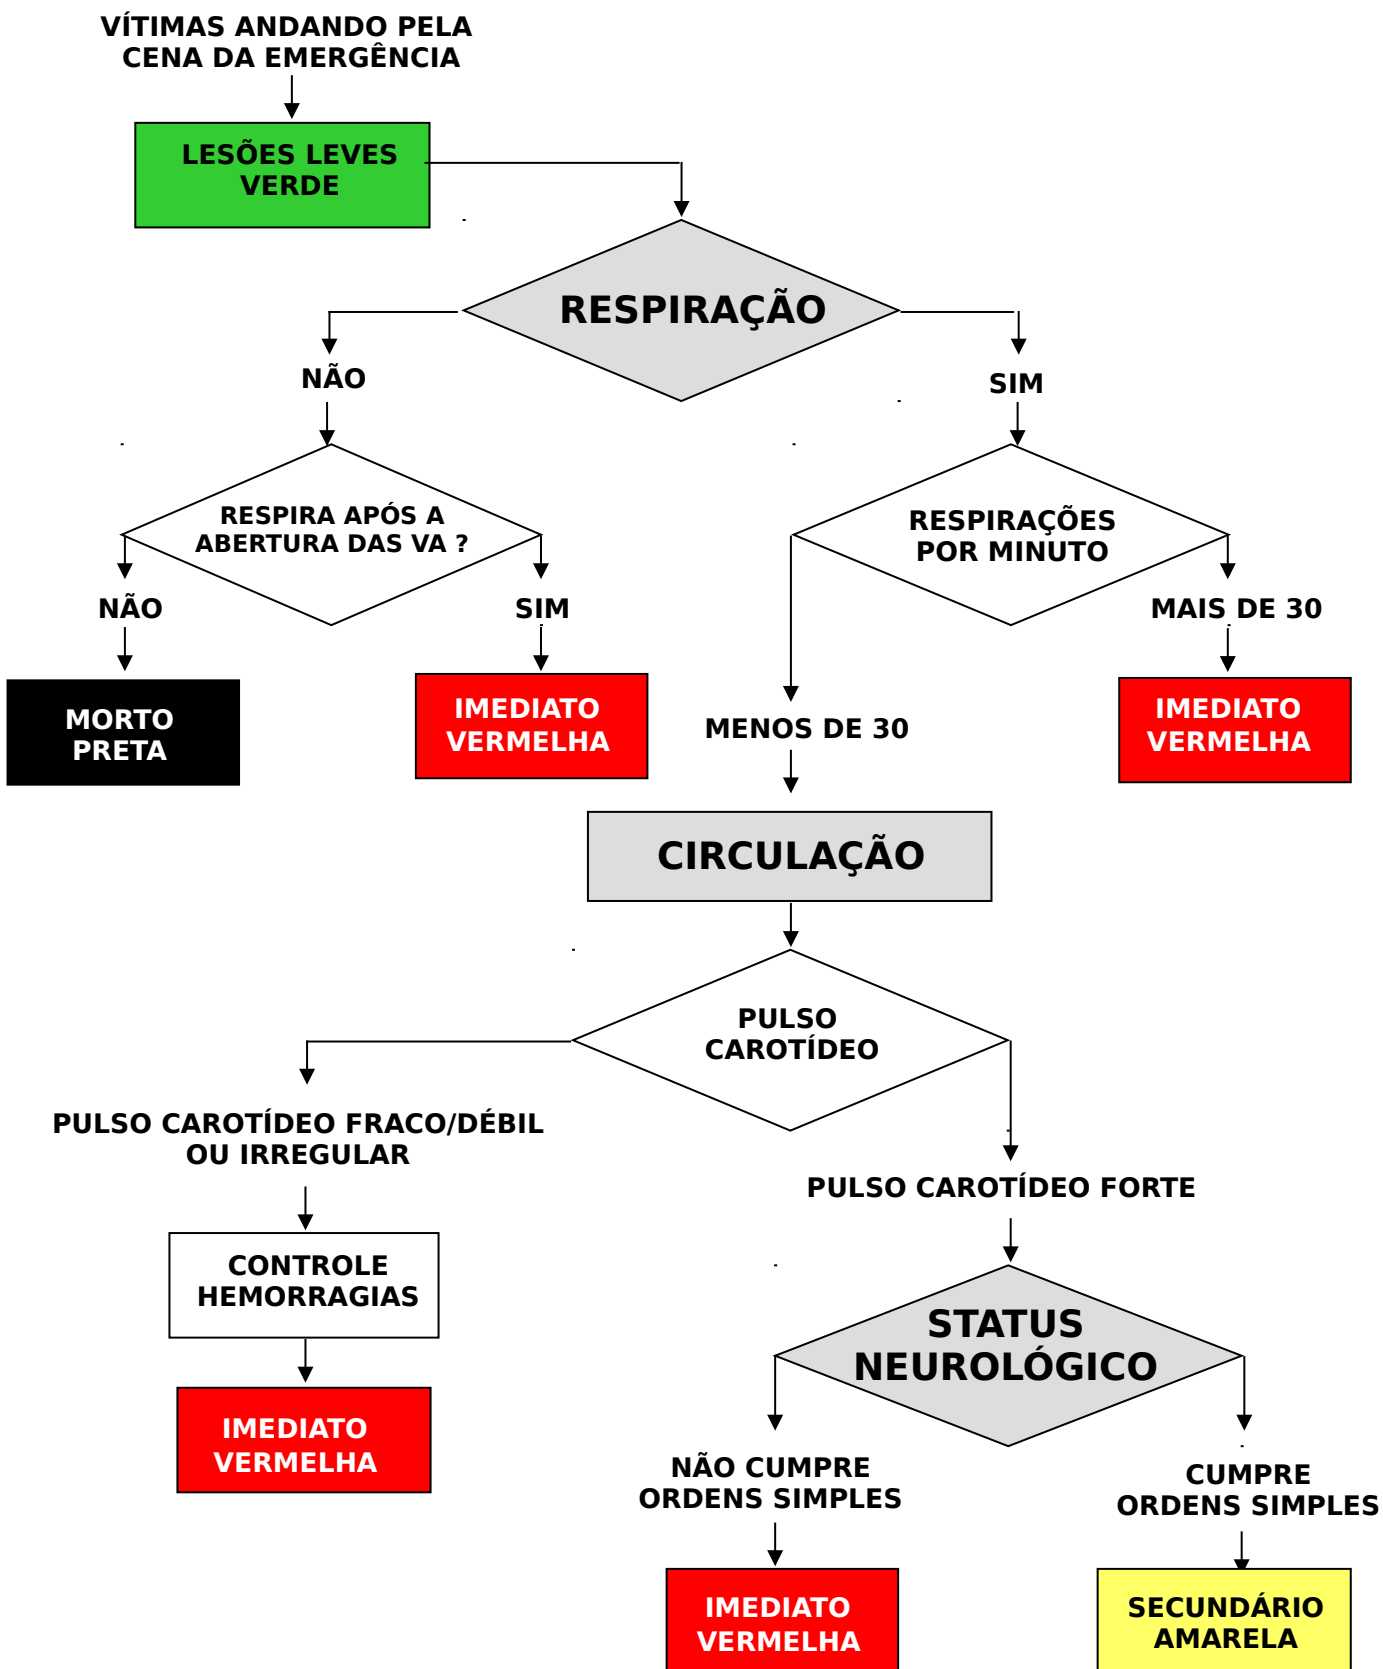 VÍTIMAS ANDANDO PELA
CENA DA EMERGÊNCIA
LESÕES LEVES
VERDE
RESPIRAÇÃO
NÃO
SIM
RESPIRA APÓS A
ABERTURA DAS VA ?
RESPIRAÇÕES
POR MINUTO
NÃO
SIM
MAIS DE 30
MORTO
PRETA
IMEDIATO
VERMELHA
MENOS DE 30
IMEDIATO
VERMELHA
CIRCULAÇÃO
PULSO
CAROTÍDEO
PULSO CAROTÍDEO FRACO/DÉBIL
OU IRREGULAR
PULSO CAROTÍDEO FORTE
CONTROLE
HEMORRAGIAS
STATUS
NEUROLÓGICO
IMEDIATO
VERMELHA
NÃO CUMPRE
ORDENS SIMPLES
CUMPRE
ORDENS SIMPLES
IMEDIATO
VERMELHA
SECUNDÁRIO
AMARELA